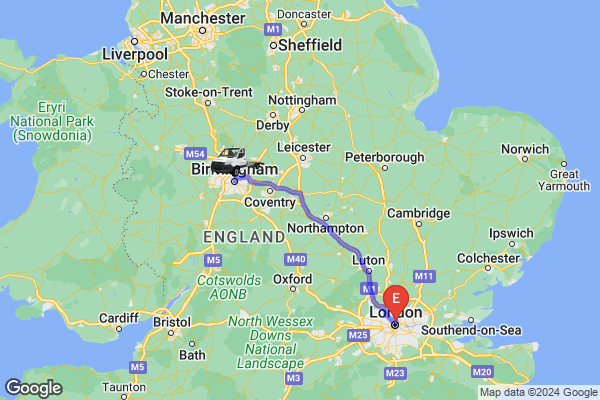 Doncaster
Manchester
M1
Liverpool
Sheffield
Chester
Eryri
National Park
(Snowdonia)
Stoke-on-Trent
Nottingham
Derby
M54
Leicester
Birmingham
Peterborough
Norwich
Great
Yarmouth
Coventry
Northampton
Cambridge
ENGLAND
Ipswich
M5
M40
Luton
M11
Colchester
Cotswolds
AONB
Oxford
M1
E
London
Cardiff
Bristol
North Wessex
Downs
National
Landscape
M25
Southend-on-Sea
Bath
M5
M3
M23
M20
Taunton
Google
Google
Map data ©2024 Google